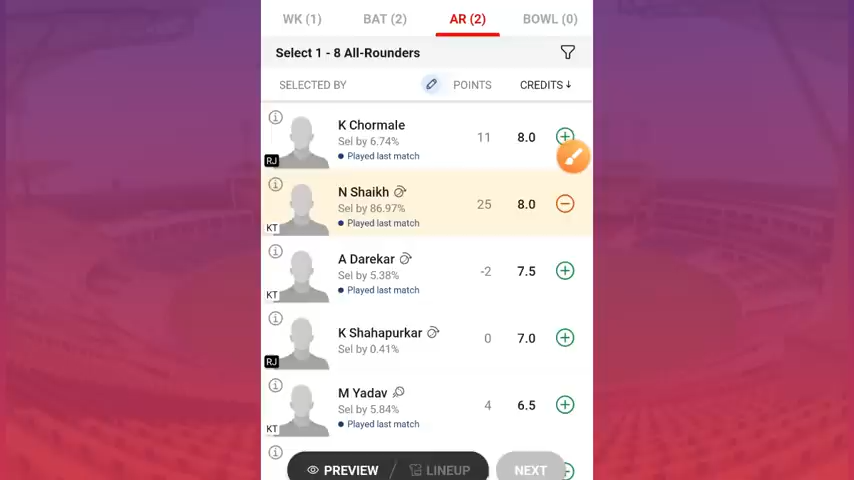 WK (1) BAT (2) AR (2) BOWL (0)
Select 1 - 8 All-Rounders
SELECTED BY POINTS CREDITS↓
K Chormale
Sel by 6.74%
Played last match
11 8.0
RJ
N Shaikh
Sel by 86.97%
Played last match
25 8.0
KT
A Darekar
Sel by 5.38%
Played last match
-2 7.5
KT
K Shahapurkar
Sel by 0.41%
0 7.0
RJ
M Yadav
Sel by 5.84%
Played last match
4 6.5
KT
PREVIEW / LINEUP NEXT